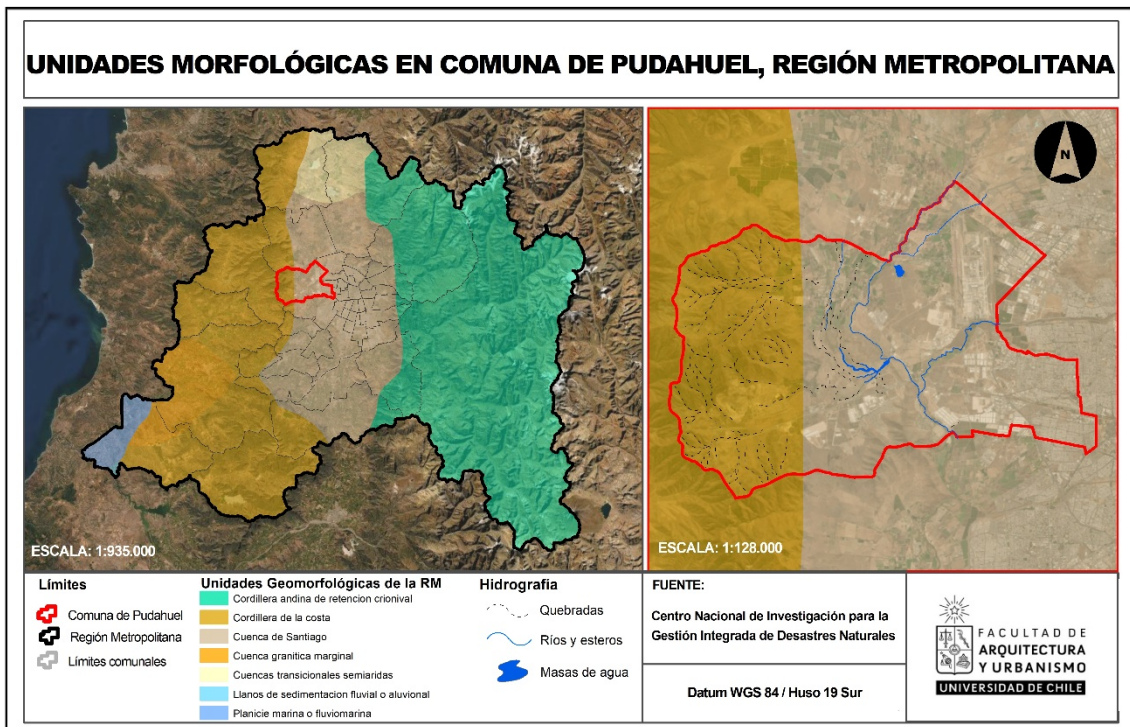 UNIDADES MORFOLÓGICAS EN COMUNA DE PUDAHUEL, REGIÓN METROPOLITANA
ESCALA: 1:935.000
N
ESCALA: 1:128.000
Límites
Comuna de Pudahuel
Región Metropolitana
Límites comunales
Unidades Geomorfológicas de la RM
Cordillera andina de retencion crionival
Cordillera de la costa
Cuenca de Santiago
Cuenca granitica marginal
Cuencas transicionales semiaridas
Llanos de sedimentacion fluvial o aluvional
Planicie marina o fluviomarina
Hidrografía
Quebradas
Ríos y esteros
Masas de agua
FUENTE:
Centro Nacional de Investigación para la
Gestión Integrada de Desastres Naturales
Datum WGS 84 / Huso 19 Sur
FACULTAD DE
ARQUITECTURA
Y URBANISMO
UNIVERSIDAD DE CHILE